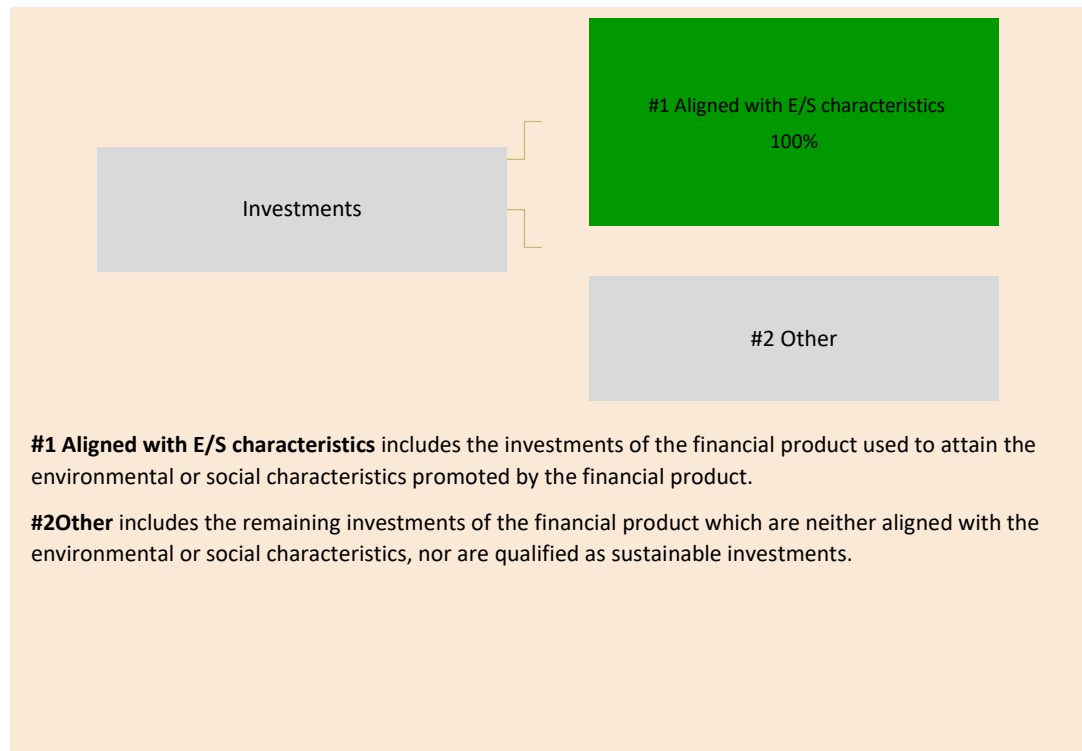 #1 Aligned with E/S characteristics
100%
Investments
#2 Other
#1 Aligned with E/S characteristics includes the investments of the financial product used to attain the
environmental or social characteristics promoted by the financial product.
#2Other includes the remaining investments of the financial product which are neither aligned with the
environmental or social characteristics, nor are qualified as sustainable investments.